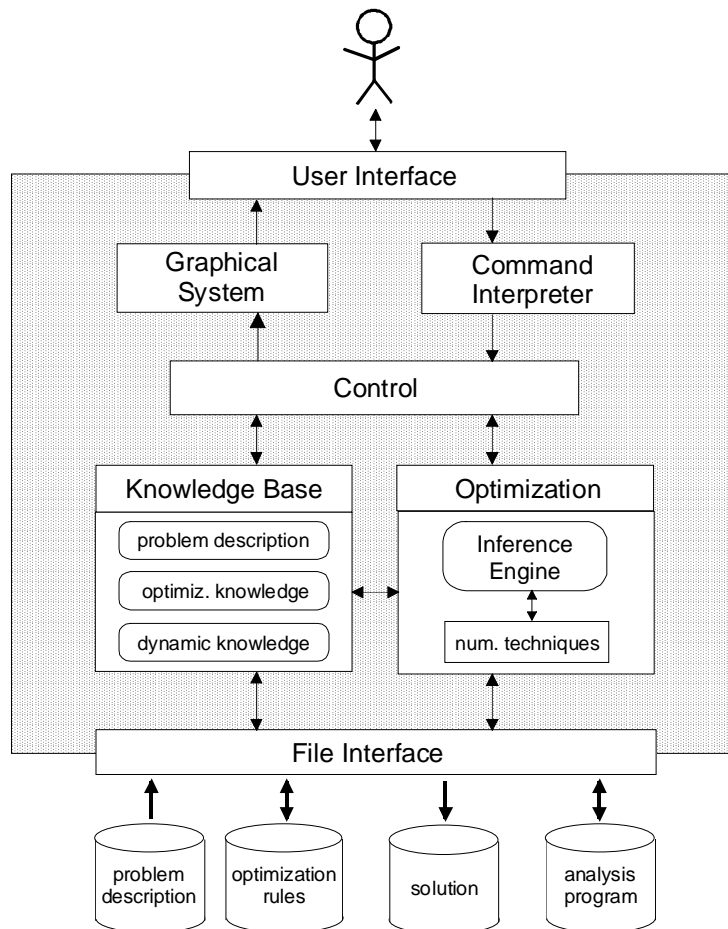 User Interface
Graphical
System
Command
Interpreter
Control
Knowledge Base
problem description
optimiz. knowledge
dynamic knowledge
Optimization
Inference
Engine
num. techniques
File Interface
problem
description
optimization
rules
solution
analysis
program